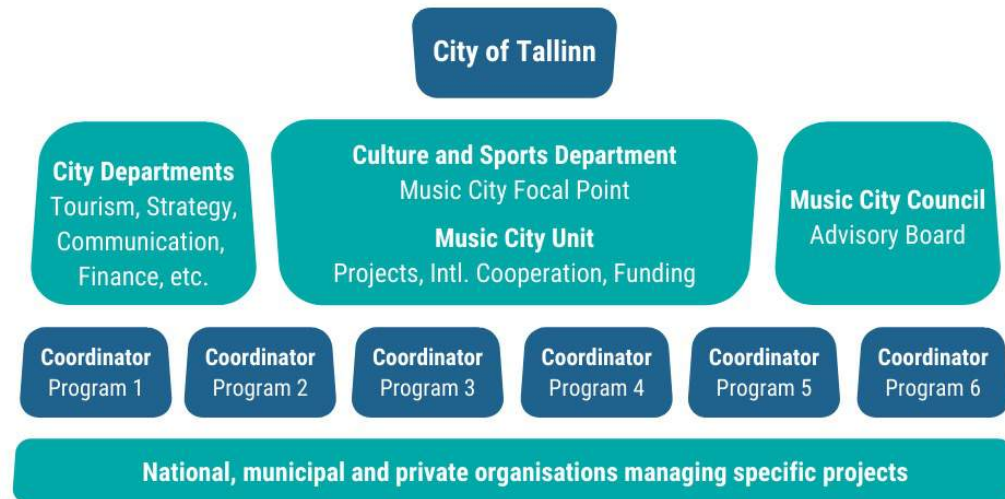 City of Tallinn
City Departments
Tourism, Strategy,
Communication,
Finance, etc.
Culture and Sports Department
Music City Focal Point
Music City Unit
Projects, Intl. Cooperation, Funding
Music City Council
Advisory Board
Coordinator
Program 1
Coordinator
Program 2
Coordinator
Program 3
Coordinator
Program 4
Coordinator
Program 5
Coordinator
Program 6
National, municipal and private organisations managing specific projects